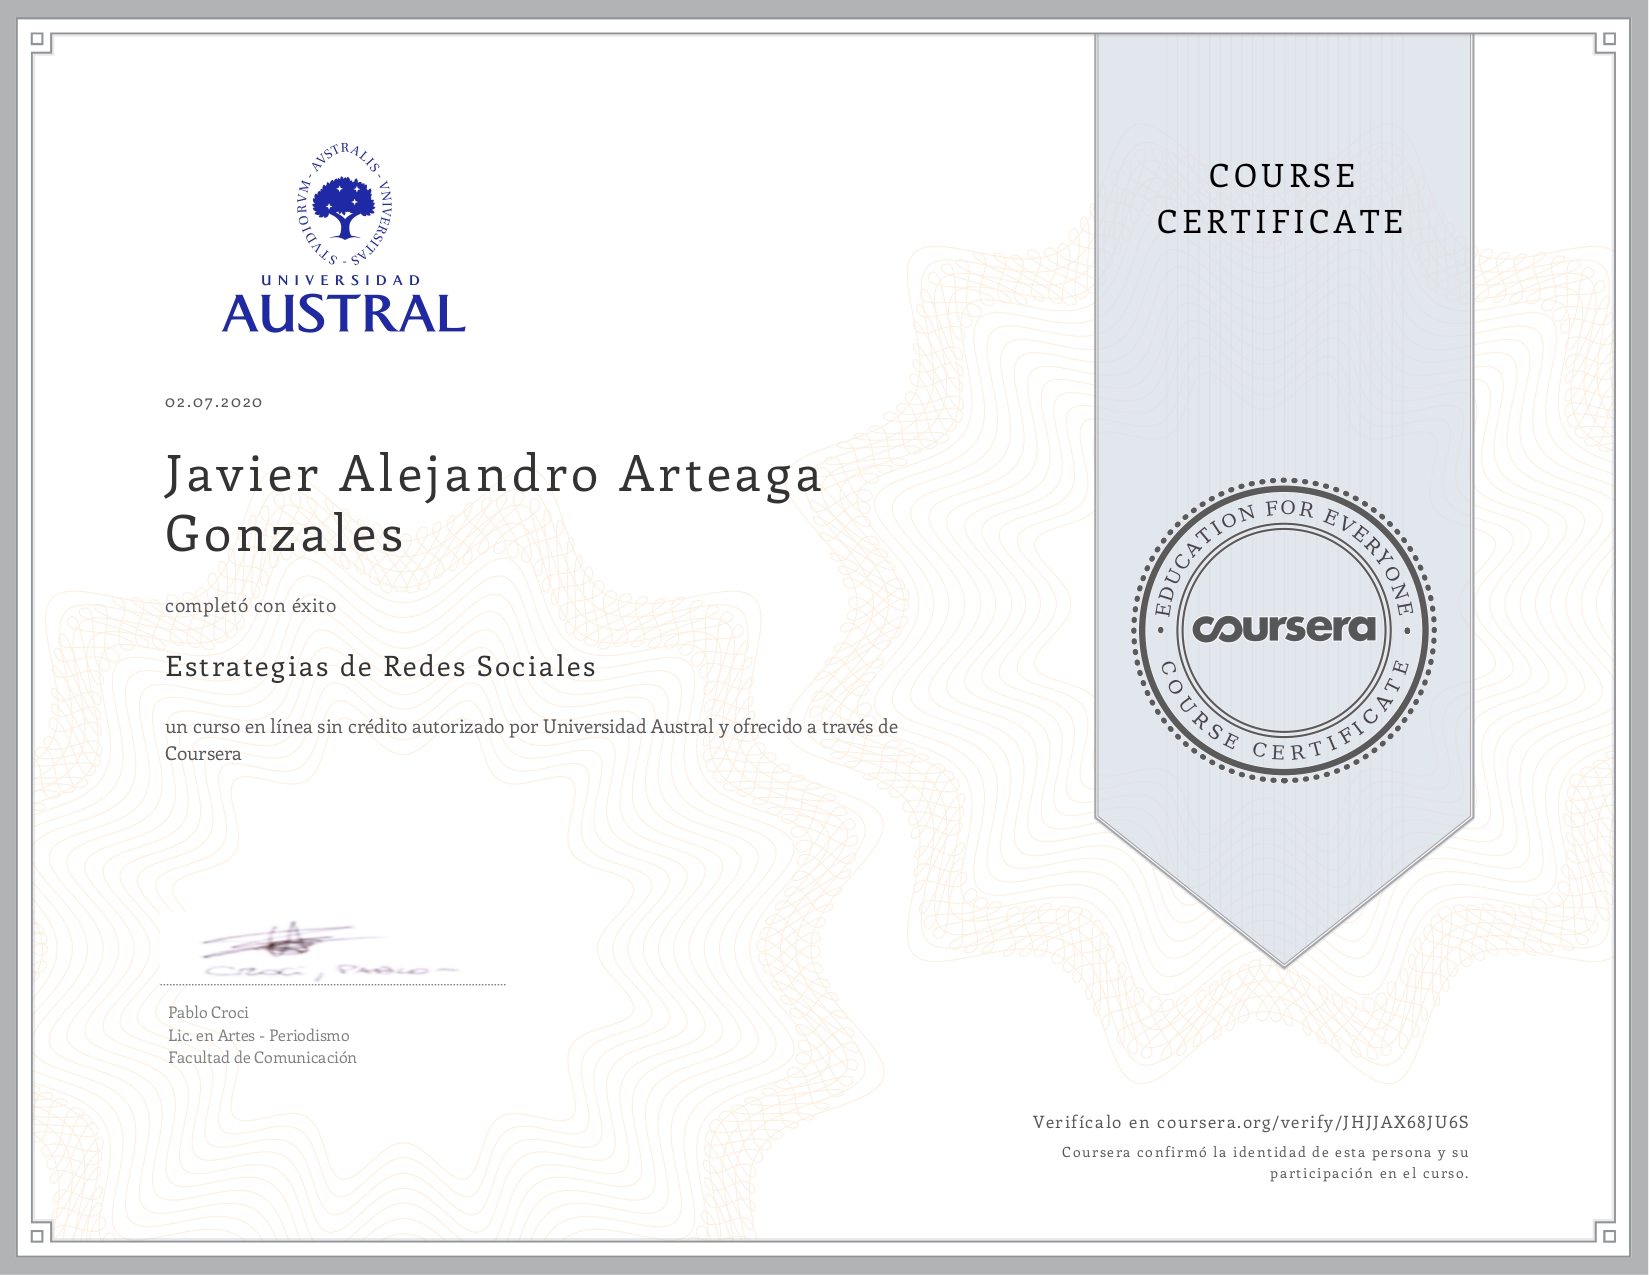 STVDIORVM - AVSTRALIS - VNIVERSITAS -
UNIVERSIDAD
AUSTRAL
02.07.2020
Javier Alejandro Arteaga
Gonzales
completó con éxito
Estrategias de Redes Sociales
un curso en línea sin crédito autorizado por Universidad Austral y ofrecido a través de
Coursera
CROCI, PABLO
Pablo Croci
Lic. en Artes - Periodismo
Facultad de Comunicación
COURSE
CERTIFICATE
EDUCATION FOR EVERYONE
coursera
COURSE CERTIFICATE
Verifícalo en coursera.org/verify/JHJJAX68JU6S
Coursera confirmó la identidad de esta persona y su
participación en el curso.